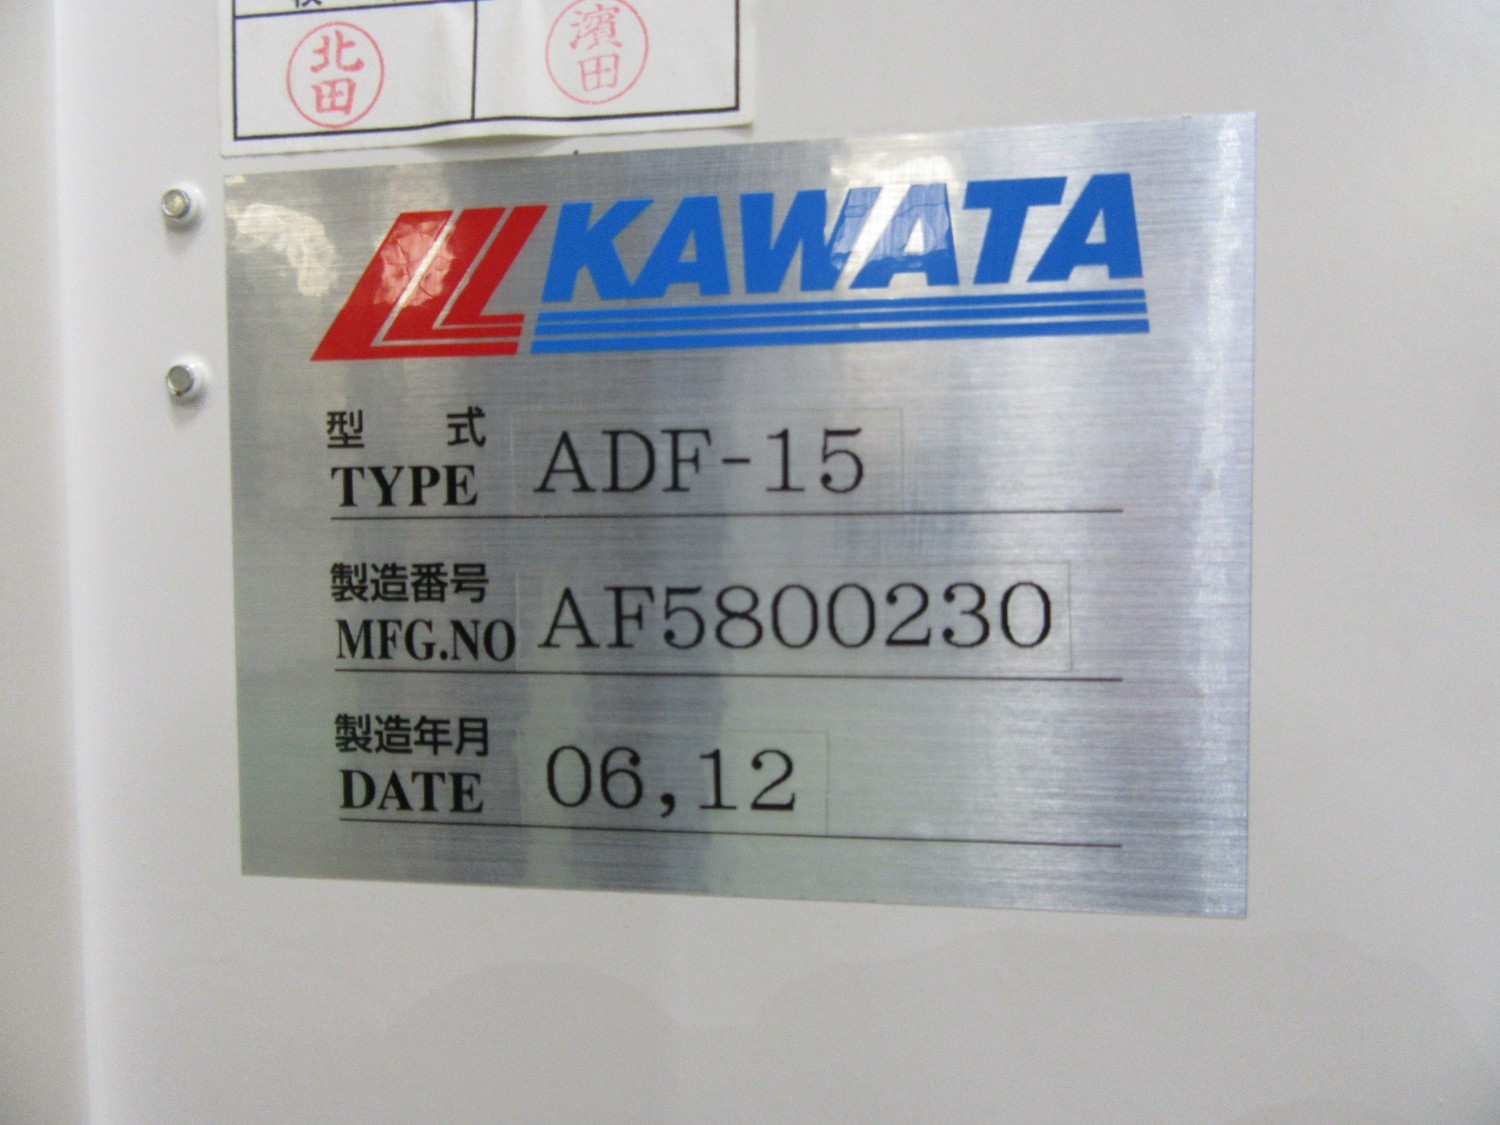 北田
濱田
KAWATA
型 式
TYPE ADF-15
製造番号
MFG.NO AF5800230
製造年月
DATE 06,12